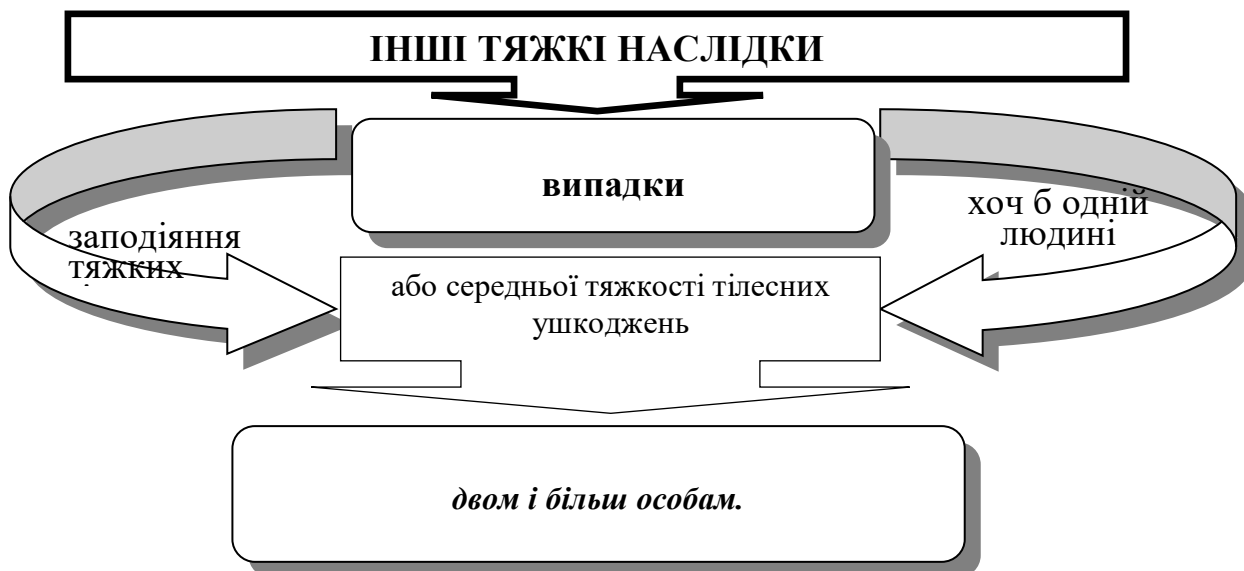 ІНШІ ТЯЖКІ НАСЛІДКИ
випадки
заподіяння
тяжких
хоч б одній
людині
або середньої тяжкості тілесних
ушкоджень
двом і більш особам.